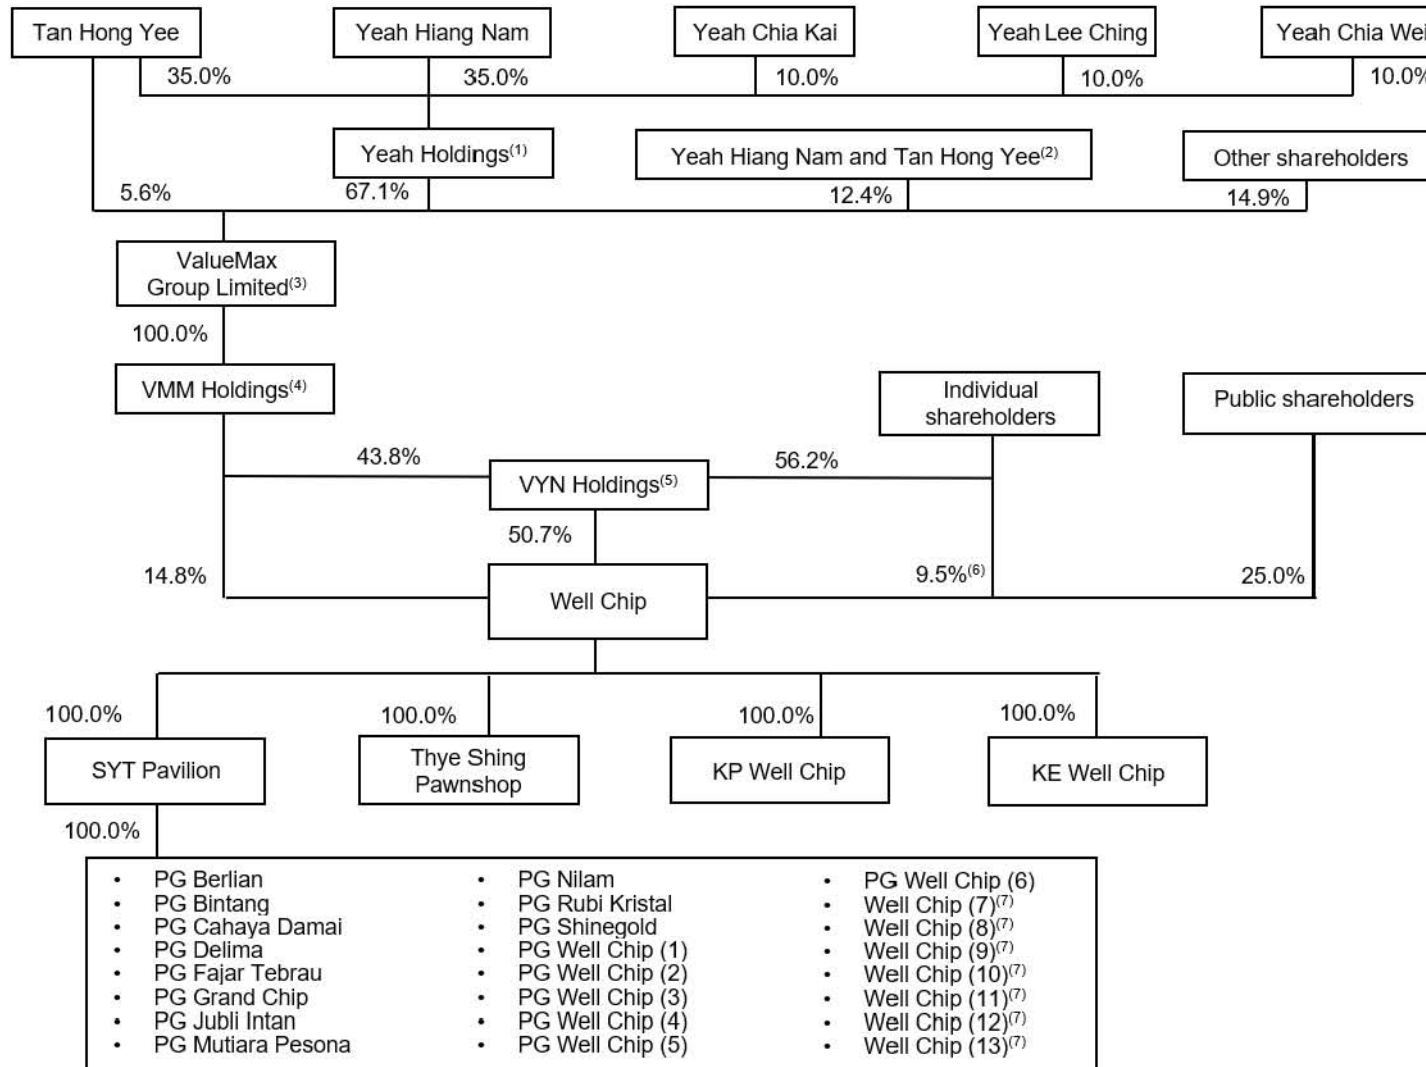 Tan Hong Yee
Yeah Hiang Nam
Yeah Chia Kai
Yeah Lee Ching
Yeah Chia Wei
35.0%
35.0%
10.0%
10.0%
10.0%
Yeah Holdings(1)
Yeah Hiang Nam and Tan Hong Yee(2)
Other shareholders
5.6%
67.1%
12.4%
14.9%
ValueMax
Group Limited(3)
100.0%
VMM Holdings(4)
Individual
shareholders
Public shareholders
43.8%
VYN Holdings(5)
56.2%
50.7%
14.8%
Well Chip
9.5%(6)
25.0%
100.0%
100.0%
100.0%
100.0%
SYT Pavilion
Thye Shing
Pawnshop
KP Well Chip
KE Well Chip
100.0%
• PG Berlian
• PG Bintang
• PG Cahaya Damai
• PG Delima
• PG Fajar Tebrau
• PG Grand Chip
• PG Jubli Intan
• PG Mutiara Pesona
• PG Nilam
• PG Rubi Kristal
• PG Shinegold
• PG Well Chip (1)
• PG Well Chip (2)
• PG Well Chip (3)
• PG Well Chip (4)
• PG Well Chip (5)
• PG Well Chip (6)
• Well Chip (7)(7)
• Well Chip (8)(7)
• Well Chip (9)(7)
• Well Chip (10)(7)
• Well Chip (11)(7)
• Well Chip (12)(7)
• Well Chip (13)(7)